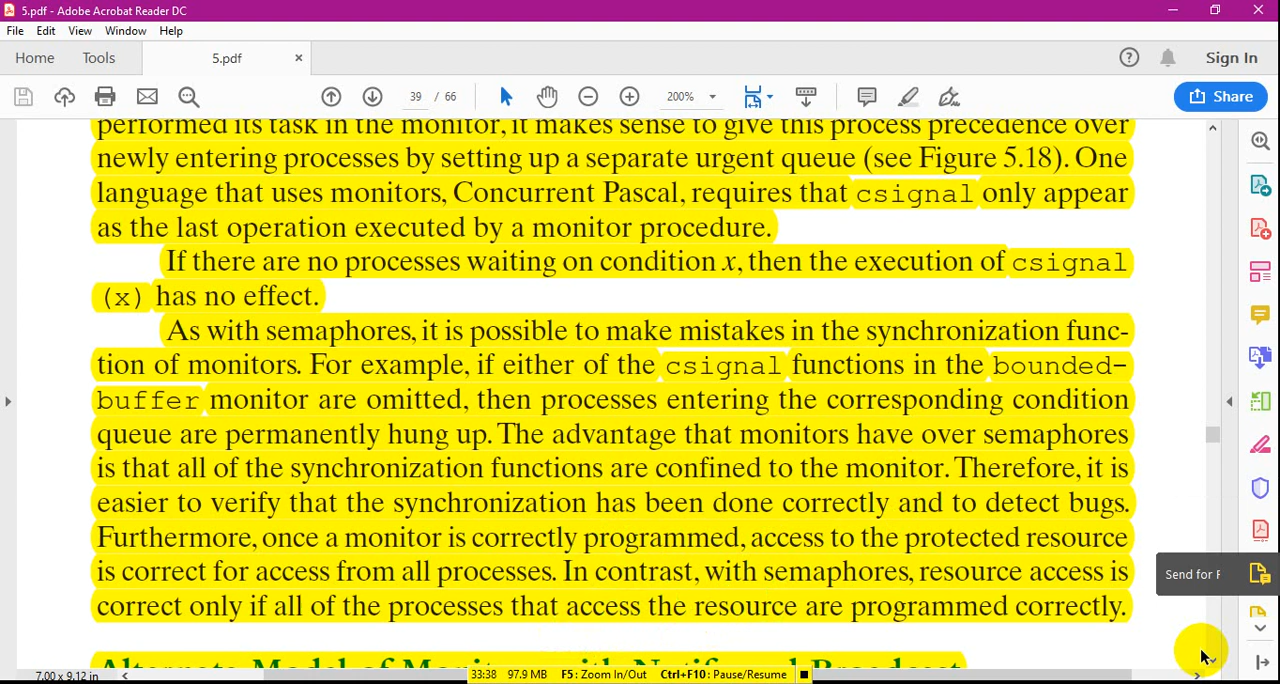 5.pdf - Adobe Acrobat Reader DC
File Edit View Window Help
Home Tools 5.pdf × Sign In
39 / 66 200% Share
performed its task in the monitor, it makes sense to give this process precedence over
newly entering processes by setting up a separate urgent queue (see Figure 5.18). One
language that uses monitors, Concurrent Pascal, requires that csignal only appear
as the last operation executed by a monitor procedure.
If there are no processes waiting on condition x, then the execution of csignal
(x) has no effect.
As with semaphores, it is possible to make mistakes in the synchronization func-
tion of monitors. For example, if either of the csignal functions in the bounded-
buffer monitor are omitted, then processes entering the corresponding condition
queue are permanently hung up. The advantage that monitors have over semaphores
is that all of the synchronization functions are confined to the monitor. Therefore, it is
easier to verify that the synchronization has been done correctly and to detect bugs.
Furthermore, once a monitor is correctly programmed, access to the protected resource
is correct for access from all processes. In contrast, with semaphores, resource access is
Send for
correct only if all of the processes that access the resource are programmed correctly.
Alternate Model of Monitors with Notify and Broadcast
7.00 x 9.12 in
33:38 97.9 MB F5: Zoom In/Out Ctrl+F10: Pause/Resume